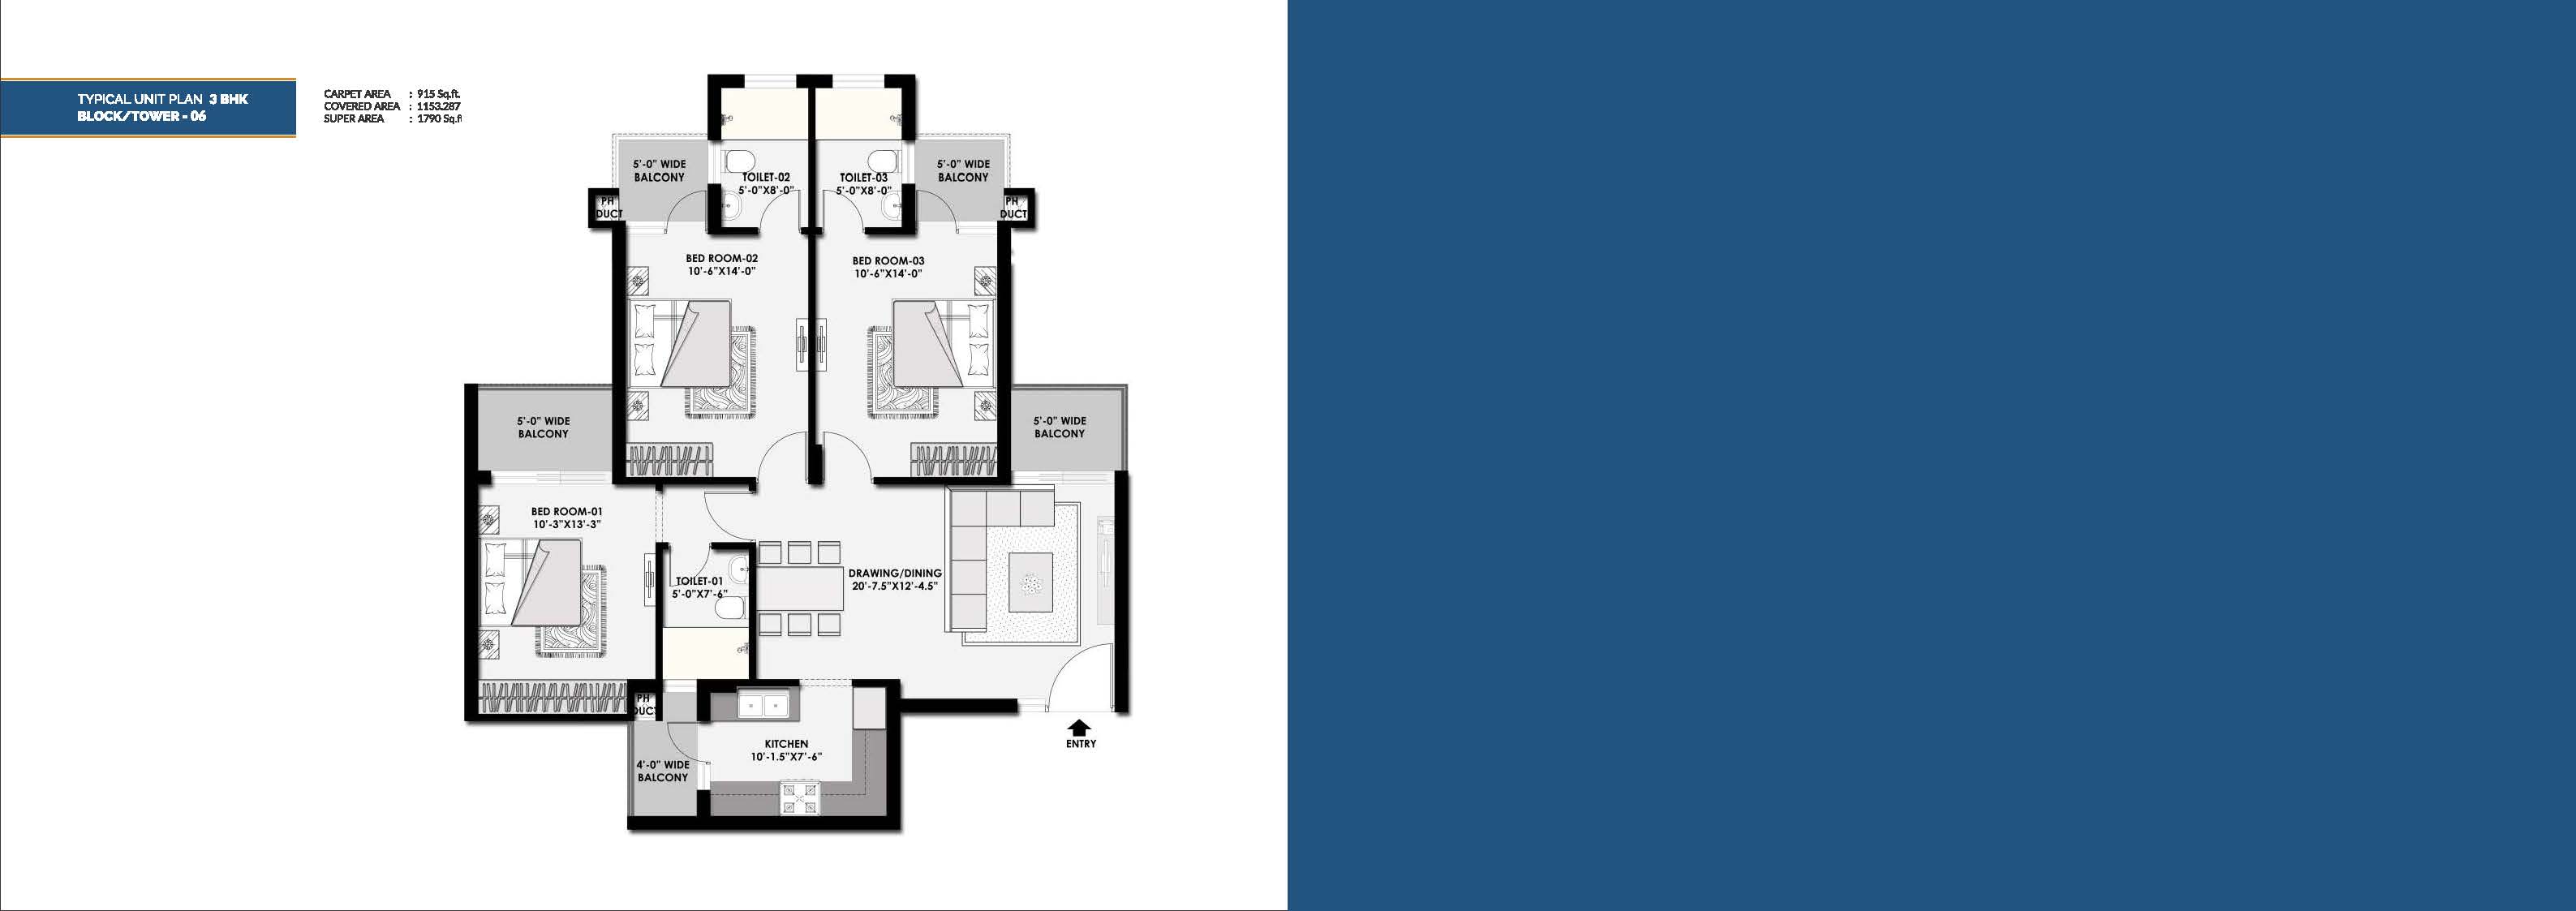 TYPICAL UNIT PLAN 3 BHK
BLOCK/TOWER - 06
CARPET AREA : 915 Sq.ft.
COVERED AREA : 1153.287
SUPER AREA : 1790 Sq.f
5'-0" WIDE
BALCONY
TOILET-02
5'-0"X8'-0"
TOILET-03
5'-0"X8'-0"
5'-0" WIDE
BALCONY
PH
DUCT
PH
DUCT
BED ROOM-02
10'-6"X14'-0"
BED ROOM-03
10'-6"X14'-0"
5'-0" WIDE
BALCONY
5'-0" WIDE
BALCONY
BED ROOM-01
10'-3"X13'-3"
TOILET-01
5'-0"X7'-6"
DRAWING/DINING
20'-7.5"X12'-4.5"
PH
DUCT
KITCHEN
10'-1.5"X7'-6"
4'-0" WIDE
BALCONY
ENTRY